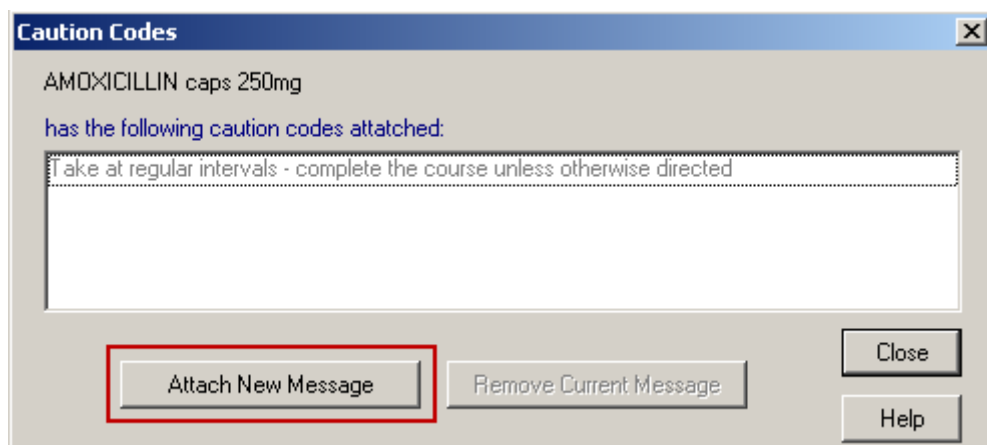 Caution Codes
AMOXICILLIN caps 250mg
has the following caution codes attatched:
Take at regular intervals - complete the course unless otherwise directed
Close
Attach New Message
Remove Current Message
Help